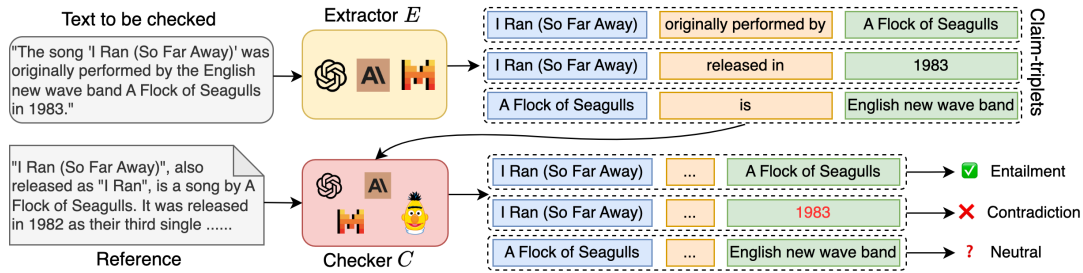 Text to be checked
"The song 'I Ran (So Far Away)' was
originally performed by the English
new wave band A Flock of Seagulls
in 1983."
Extractor E
AI
I Ran (So Far Away) originally performed by A Flock of Seagulls
I Ran (So Far Away) released in 1983
A Flock of Seagulls is English new wave band
Claim-triplets
"I Ran (So Far Away)", also
released as "I Ran", is a song by A
Flock of Seagulls. It was released
in 1982 as their third single ......
Reference
AI
Checker C
I Ran (So Far Away) ... A Flock of Seagulls Entailment
I Ran (So Far Away) ... 1983 Contradiction
A Flock of Seagulls ... English new wave band ? Neutral